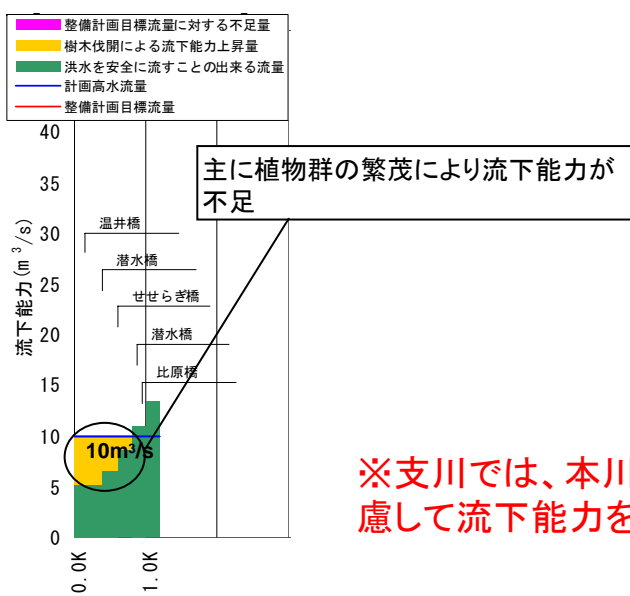 整備計画目標流量に対する不足量
樹木伐開による流下能力上昇量
洪水を安全に流すことの出来る流量
計画高水流量
整備計画目標流量
流下能力(m³/s)
40
35
30
25
20
15
10
5
0
主に植物群の繁茂により流下能力が
不足
温井橋
潜水橋
せせらぎ橋
潜水橋
比原橋
10m³/s
※支川では、本川
慮して流下能力を
0.0K
1.0K